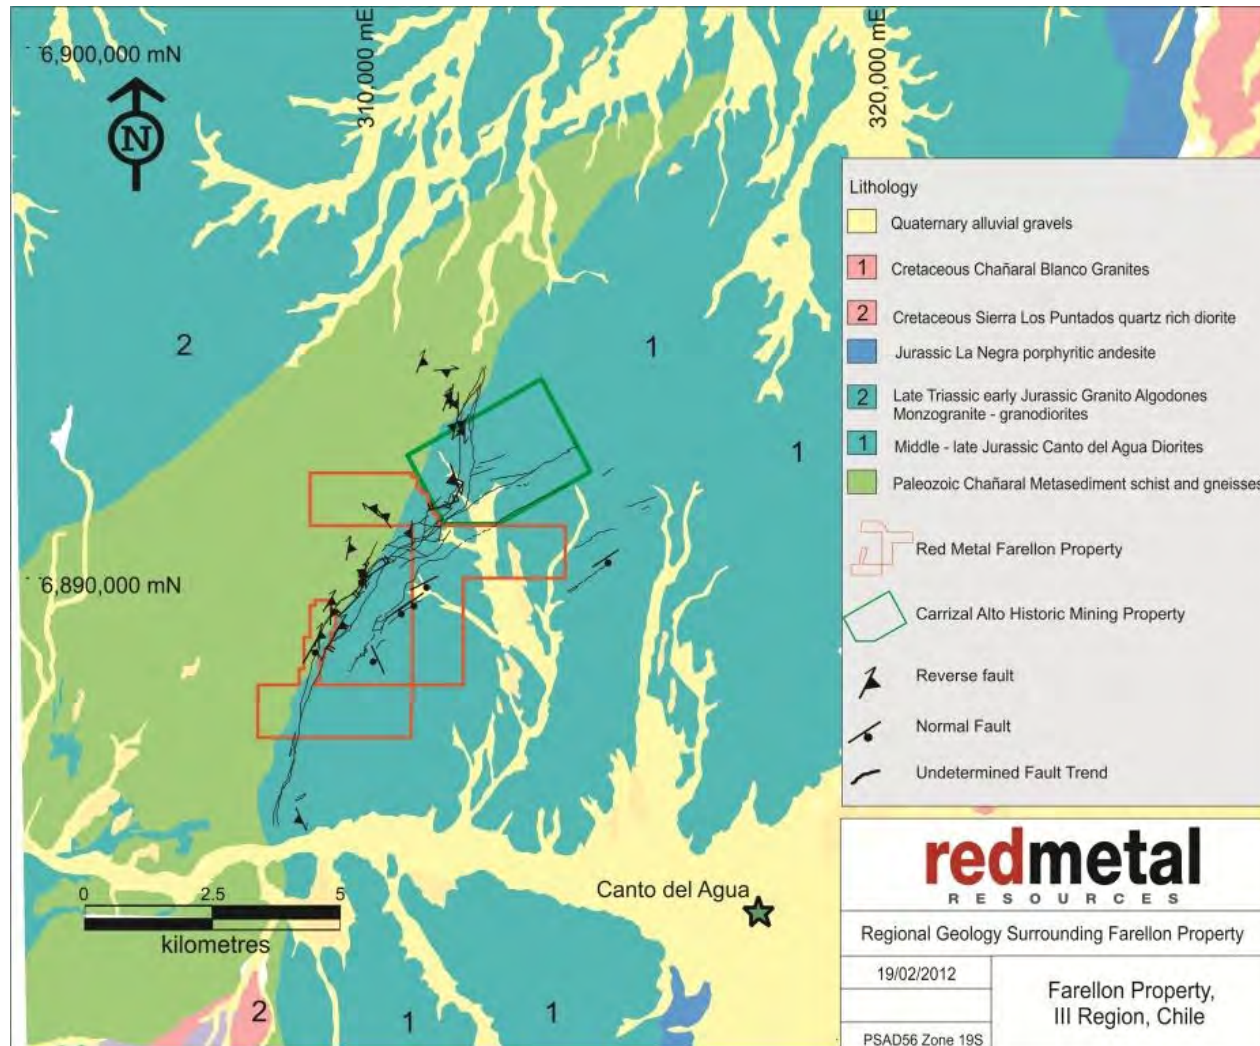 6,900,000 mN
310,000 mE
320,000 mE
N
2
1
1
6,890,000 mN
Canto del Agua
0 2.5 5
kilometres
2
1
1
Lithology
Quaternary alluvial gravels
1 Cretaceous Chañaral Blanco Granites
2 Cretaceous Sierra Los Puntados quartz rich diorite
Jurassic La Negra porphyritic andesite
2 Late Triassic early Jurassic Granito Algodones
Monzogranite - granodiorites
1 Middle - late Jurassic Canto del Agua Diorites
Paleozoic Chañaral Metasediment schist and gneisses
Red Metal Farellon Property
Carrizal Alto Historic Mining Property
Reverse fault
Normal Fault
Undetermined Fault Trend
redmetal
RESOURCES
Regional Geology Surrounding Farellon Property
19/02/2012
Farellon Property,
III Region, Chile
PSAD56 Zone 19S